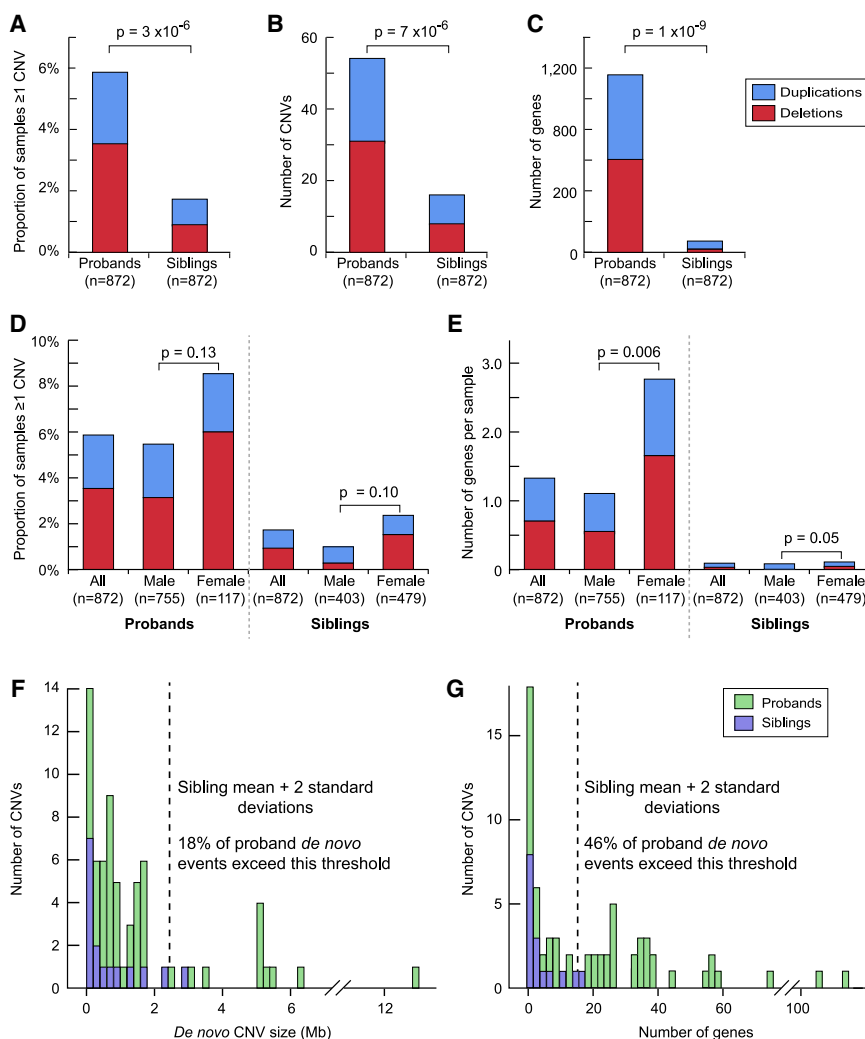 A
p = 3 x10⁻⁶
Proportion of samples ≥1 CNV
6%
4%
2%
0%
Probands
(n=872)
Siblings
(n=872)
B
p = 7 x10⁻⁶
Number of CNVs
60
40
20
0
Probands
(n=872)
Siblings
(n=872)
C
p = 1 x10⁻⁹
Number of genes
1,200
800
200
0
Probands
(n=872)
Siblings
(n=872)
Duplications
Deletions
D
Proportion of samples ≥1 CNV
10%
8%
6%
4%
2%
0%
p = 0.13
p = 0.10
All
(n=872)
Male
(n=755)
Female
(n=117)
All
(n=872)
Male
(n=403)
Female
(n=479)
Probands
Siblings
E
Number of genes per sample
3.0
2.0
1.0
0
p = 0.006
p = 0.05
All
(n=872)
Male
(n=755)
Female
(n=117)
All
(n=872)
Male
(n=403)
Female
(n=479)
Probands
Siblings
F
Number of CNVs
14
12
10
8
6
4
2
0
Sibling mean + 2 standard
deviations
18% of proband de novo
events exceed this threshold
0
2
6
12
De novo CNV size (Mb)
G
Number of CNVs
15
10
5
0
Probands
Siblings
Sibling mean + 2 standard
deviations
46% of proband de novo
events exceed this threshold
0
20
40
60
100
Number of genes